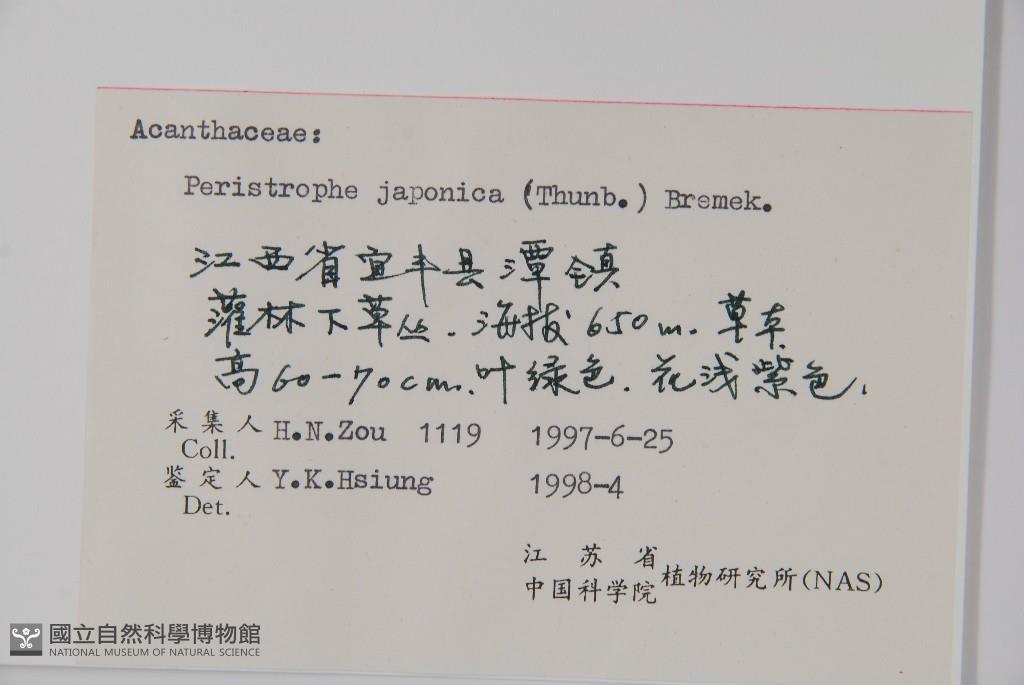 Acanthaceae:
Peristrophe japonica (Thunb.) Bremek.
江西省宜丰县潭镇
灌林下草丛. 海拔650m. 草本
高60-70cm. 叶绿色. 花浅紫色.
采集人 H.N.Zou 1119 1997-6-25
Coll.
鉴定人 Y.K.Hsiung 1998-4
Det.
江苏省
中国科学院 植物研究所(NAS)
國立自然科學博物館
NATIONAL MUSEUM OF NATURAL SCIENCE